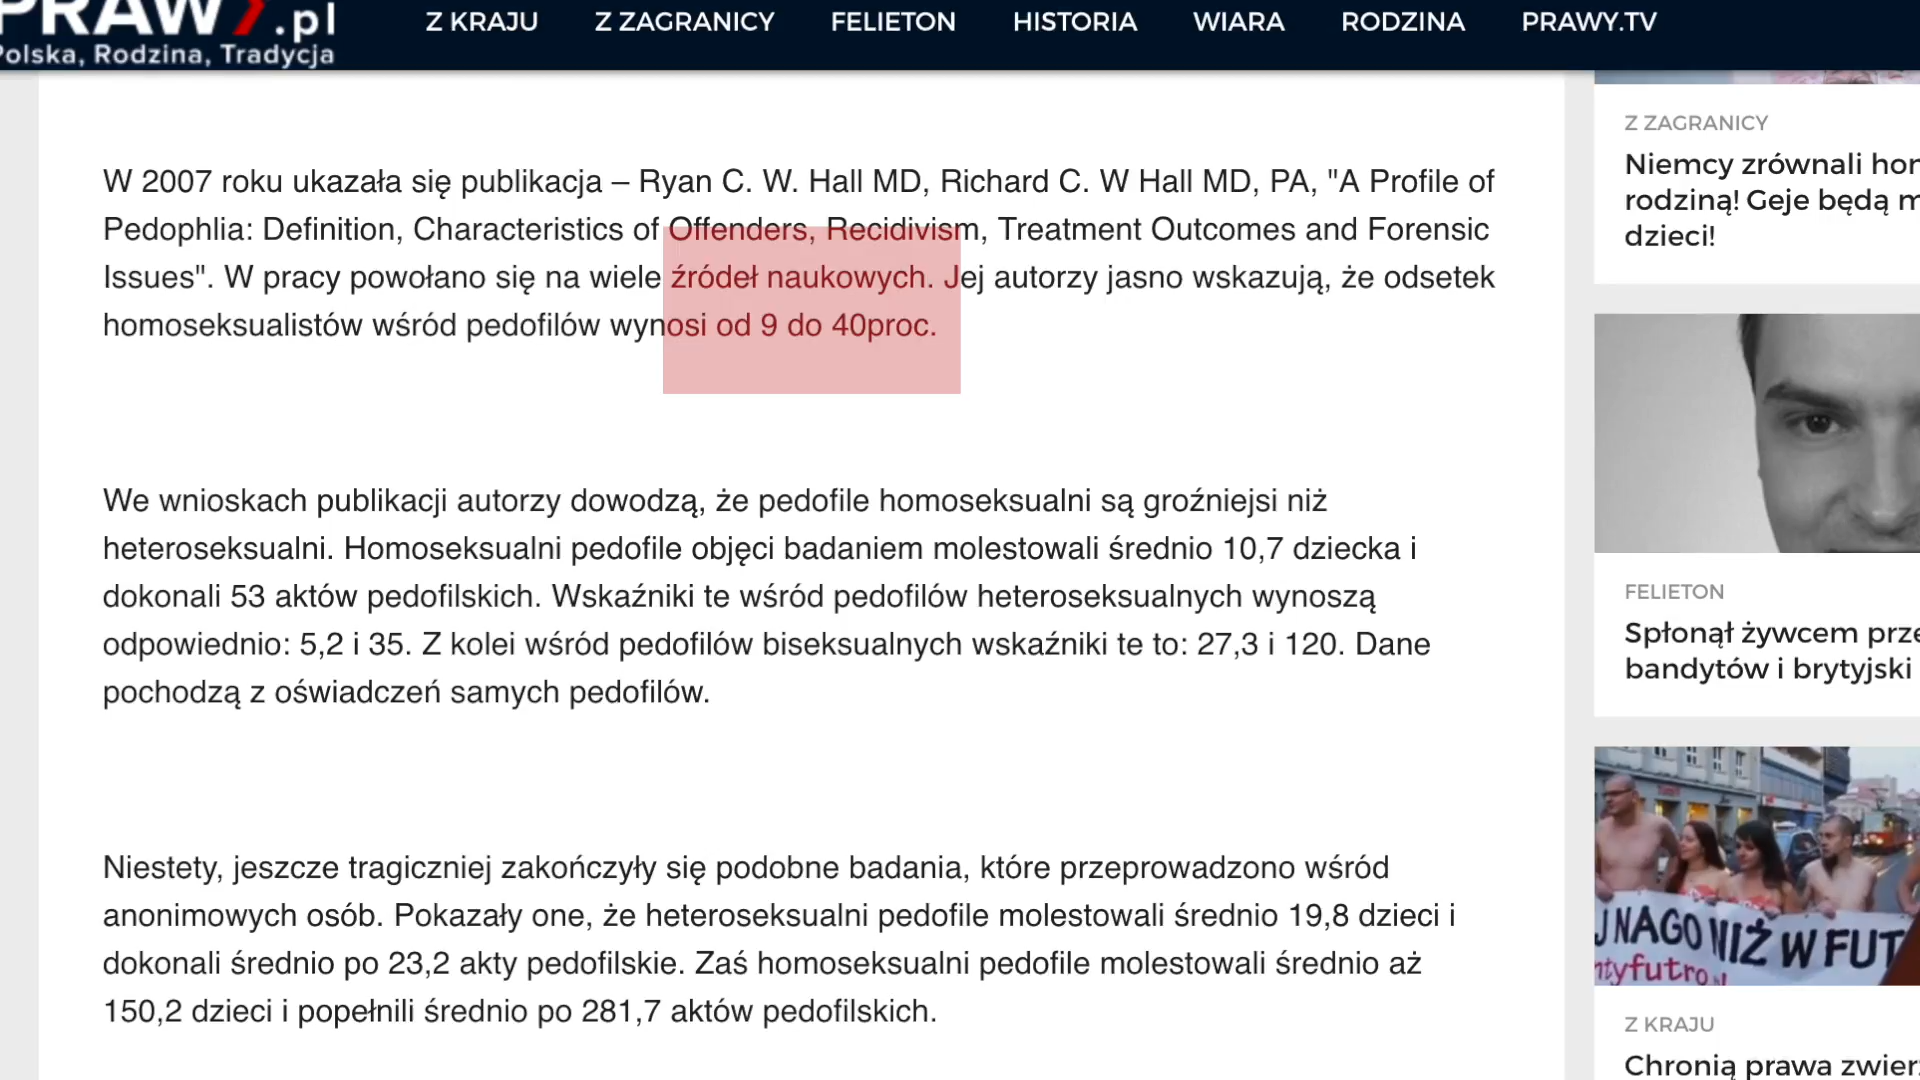 PRAWY.pl
Polska, Rodzina, Tradycja
Z KRAJU Z ZAGRANICY FELIETON HISTORIA WIARA RODZINA PRAWY.TV
W 2007 roku ukazała się publikacja – Ryan C. W. Hall MD, Richard C. W Hall MD, PA, "A Profile of
Pedophlia: Definition, Characteristics of Offenders, Recidivism, Treatment Outcomes and Forensic
Issues". W pracy powołano się na wiele źródeł naukowych. Jej autorzy jasno wskazują, że odsetek
homoseksualistów wśród pedofilów wynosi od 9 do 40proc.
We wnioskach publikacji autorzy dowodzą, że pedofile homoseksualni są groźniejsi niż
heteroseksualni. Homoseksualni pedofile objęci badaniem molestowali średnio 10,7 dziecka i
dokonali 53 aktów pedofilskich. Wskaźniki te wśród pedofilów heteroseksualnych wynoszą
odpowiednio: 5,2 i 35. Z kolei wśród pedofilów biseksualnych wskaźniki te to: 27,3 i 120. Dane
pochodzą z oświadczeń samych pedofilów.
Niestety, jeszcze tragiczniej zakończyły się podobne badania, które przeprowadzono wśród
anonimowych osób. Pokazały one, że heteroseksualni pedofile molestowali średnio 19,8 dzieci i
dokonali średnio po 23,2 akty pedofilskie. Zaś homoseksualni pedofile molestowali średnio aż
150,2 dzieci i popełnili średnio po 281,7 aktów pedofilskich.
Z ZAGRANICY
Niemcy zrównali
rodziną! Geje będą
dzieci!
FELIETON
Spłonął żywcem
bandytów i brytyjski
NAGO NIŻ W FUT
Z KRAJU
Chronią prawa